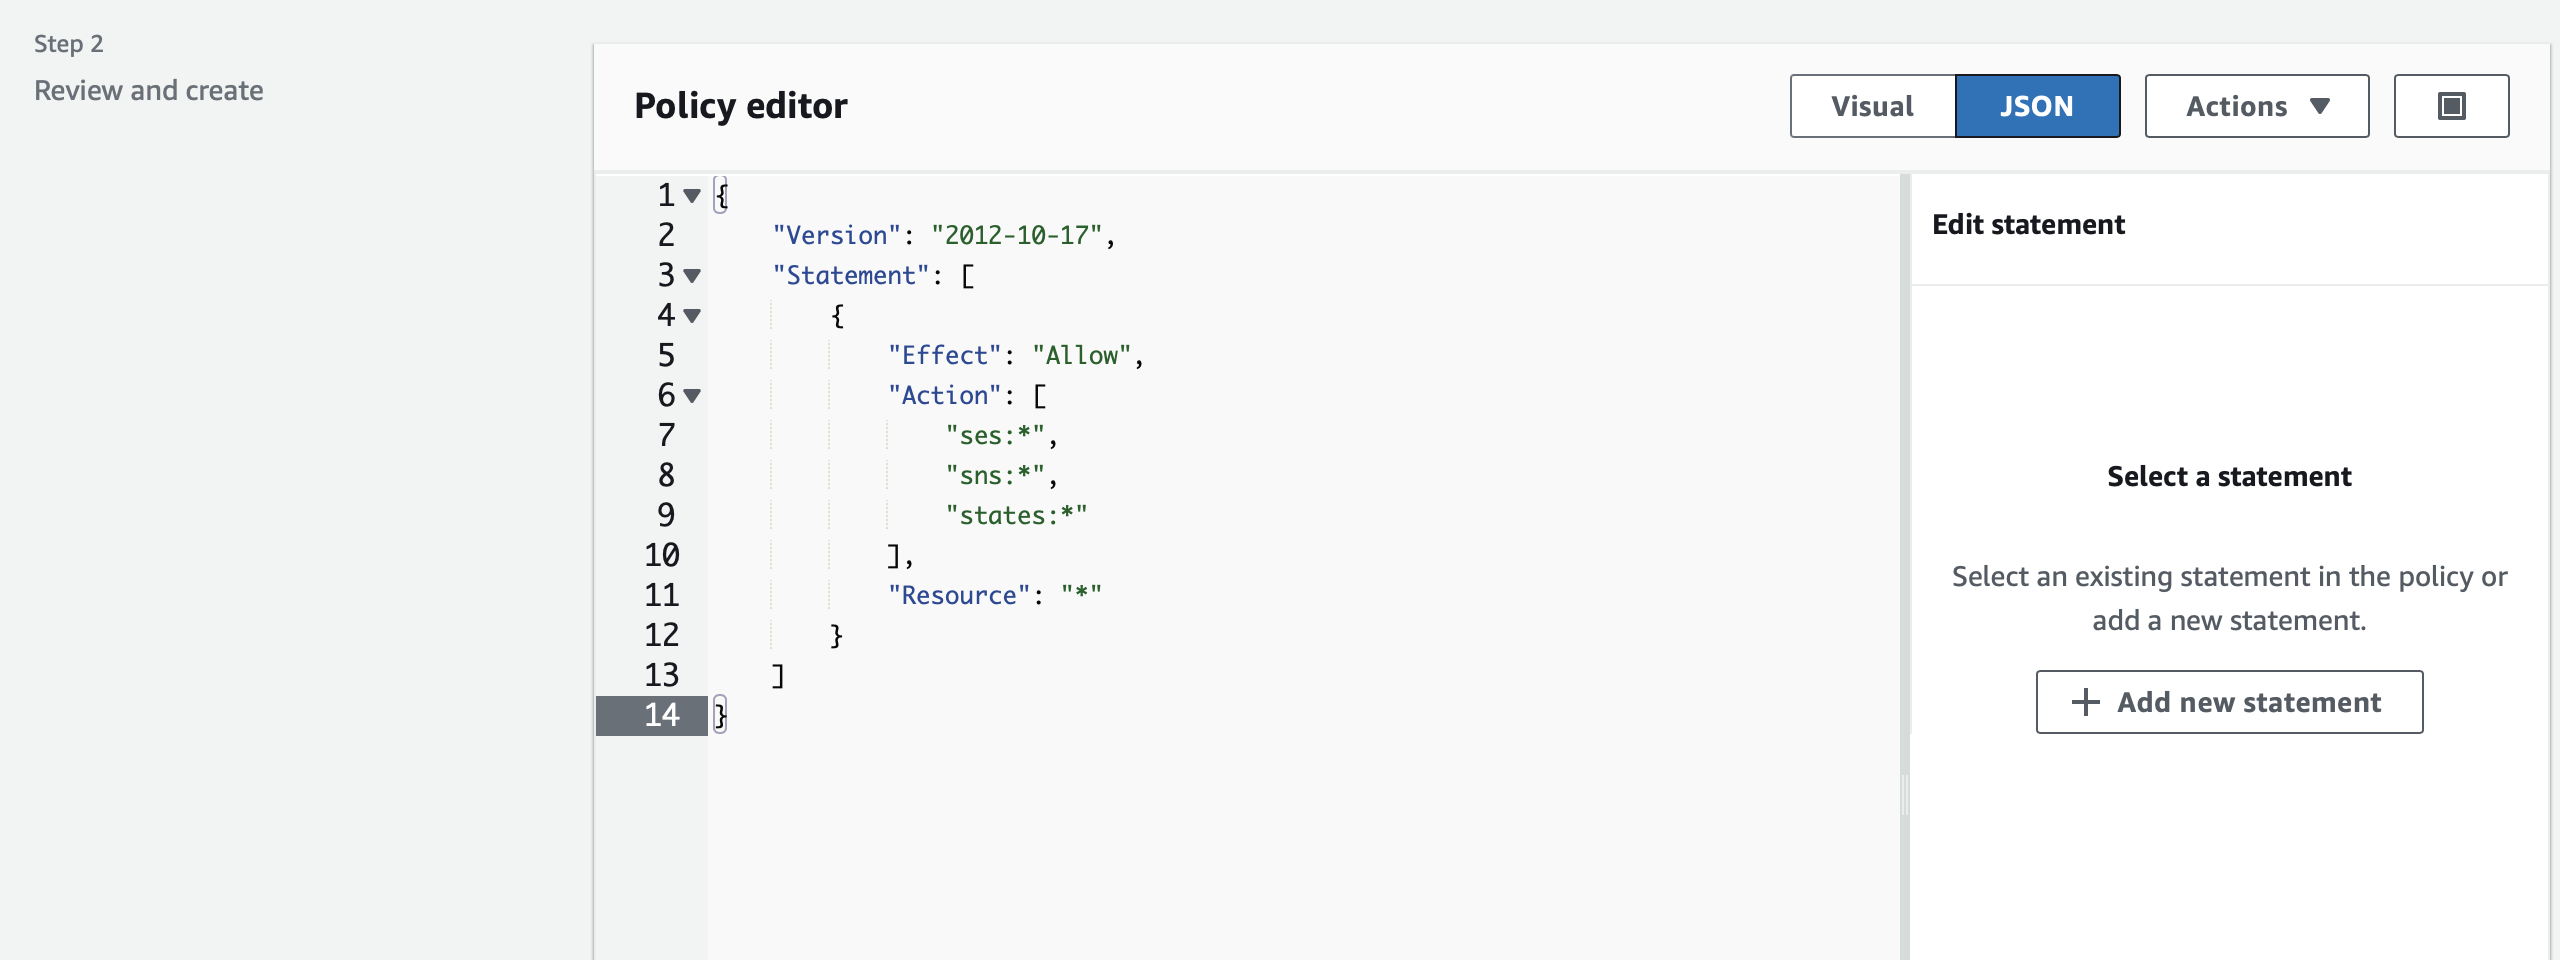 Step 2
Review and create
Policy editor
Visual
JSON
Actions
1 {
2 "Version": "2012-10-17",
3 "Statement": [
4 {
5 "Effect": "Allow",
6 "Action": [
7 "ses:*",
8 "sns:*",
9 "states:*"
10 ],
11 "Resource": "*"
12 }
13 ]
14 }
Edit statement
Select a statement
Select an existing statement in the policy or
add a new statement.
+ Add new statement